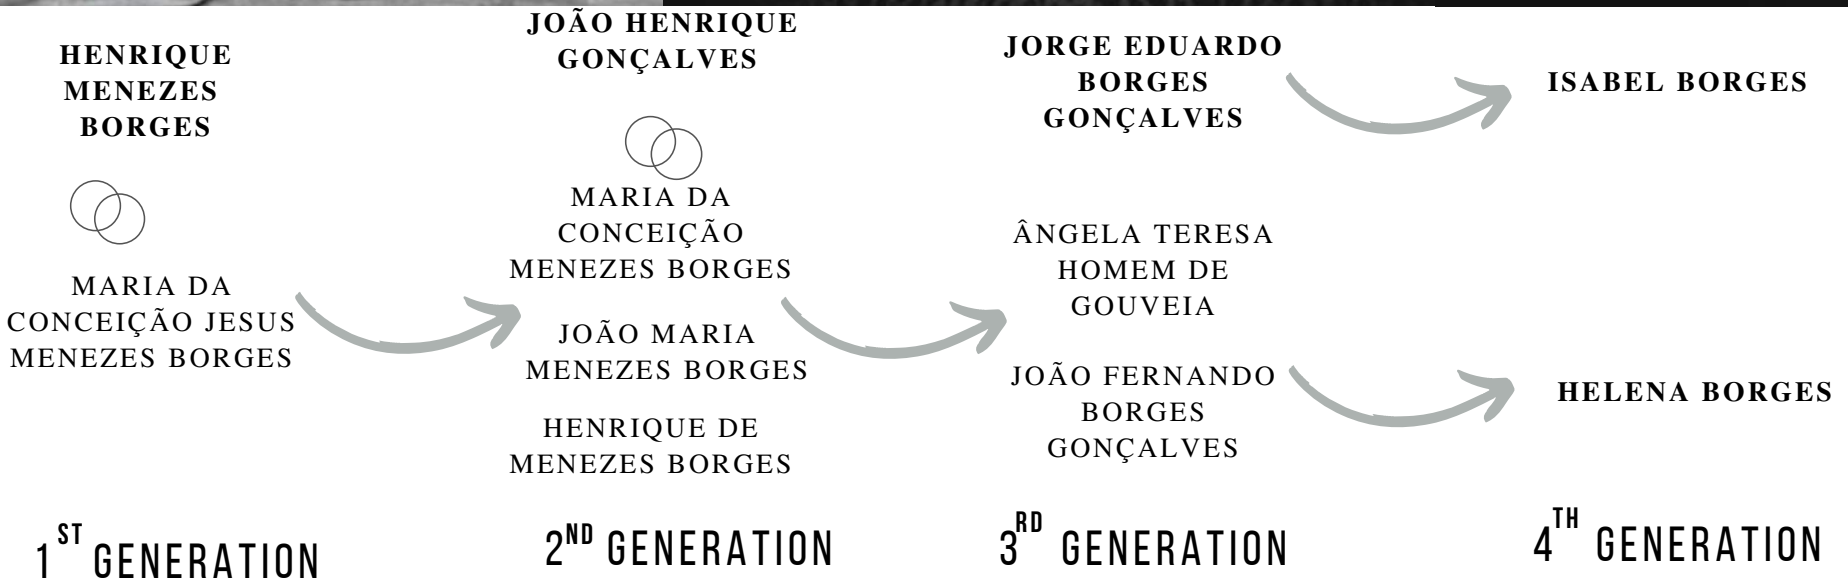 HENRIQUE
MENEZES
BORGES
MARIA DA
CONCEIÇÃO JESUS
MENEZES BORGES
1ST GENERATION
JOÃO HENRIQUE
GONÇALVES
MARIA DA
CONCEIÇÃO
MENEZES BORGES
JOÃO MARIA
MENEZES BORGES
HENRIQUE DE
MENEZES BORGES
2ND GENERATION
JORGE EDUARDO
BORGES
GONÇALVES
ÂNGELA TERESA
HOMEM DE
GOUVEIA
JOÃO FERNANDO
BORGES
GONÇALVES
3RD GENERATION
ISABEL BORGES
HELENA BORGES
4TH GENERATION